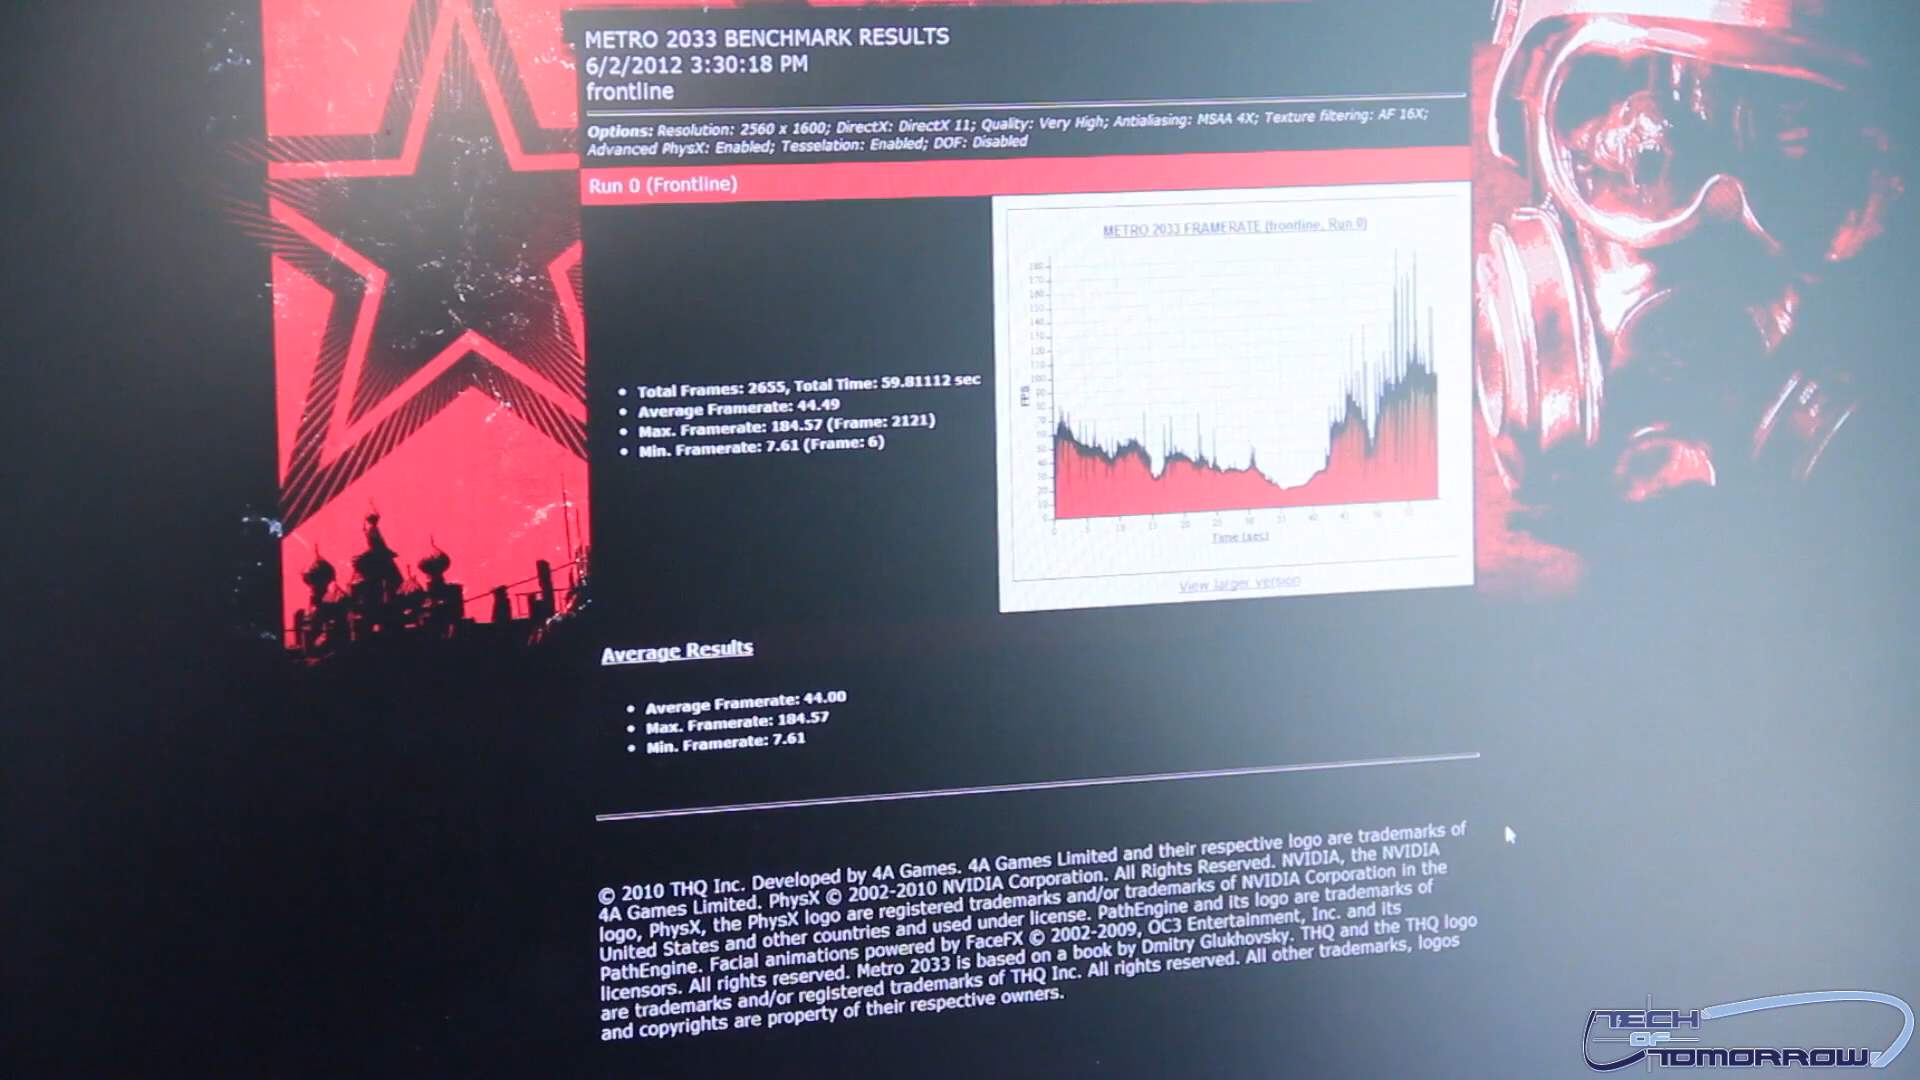 METRO 2033 BENCHMARK RESULTS
6/2/2012 3:30:18 PM
frontline
Options: Resolution: 2560 x 1600; DirectX: DirectX 11; Quality: Very High; Antialiasing: MSAA 4X; Texture filtering: AF 16X;
Advanced PhysX: Enabled; Tesselation: Enabled; DOF: Disabled
Run 0 (Frontline)
• Total Frames: 2655, Total Time: 59.81112 sec
• Average Framerate: 44.49
• Max. Framerate: 184.57 (Frame: 2121)
• Min. Framerate: 7.61 (Frame: 6)
METRO 2033 FRAMERATE (frontline, Run 0)
FPS
Time (sec)
View larger version
Average Results
• Average Framerate: 44.00
• Max. Framerate: 184.57
• Min. Framerate: 7.61
© 2010 THQ Inc. Developed by 4A Games. 4A Games Limited and their respective logo are trademarks of
4A Games Limited. PhysX © 2002-2010 NVIDIA Corporation. All Rights Reserved. NVIDIA, the NVIDIA
logo, PhysX, the PhysX logo are registered trademarks and/or trademarks of NVIDIA Corporation in the
United States and other countries and used under license. PathEngine and its logo are trademarks of
PathEngine. Facial animations powered by FaceFX © 2002-2009, OC3 Entertainment, Inc. and its
licensors. All rights reserved. Metro 2033 is based on a book by Dmitry Glukhovsky. THQ and the THQ logo
are trademarks and/or registered trademarks of THQ Inc. All rights reserved. All other trademarks, logos
and copyrights are property of their respective owners.
TECH
OF
TOMORROW